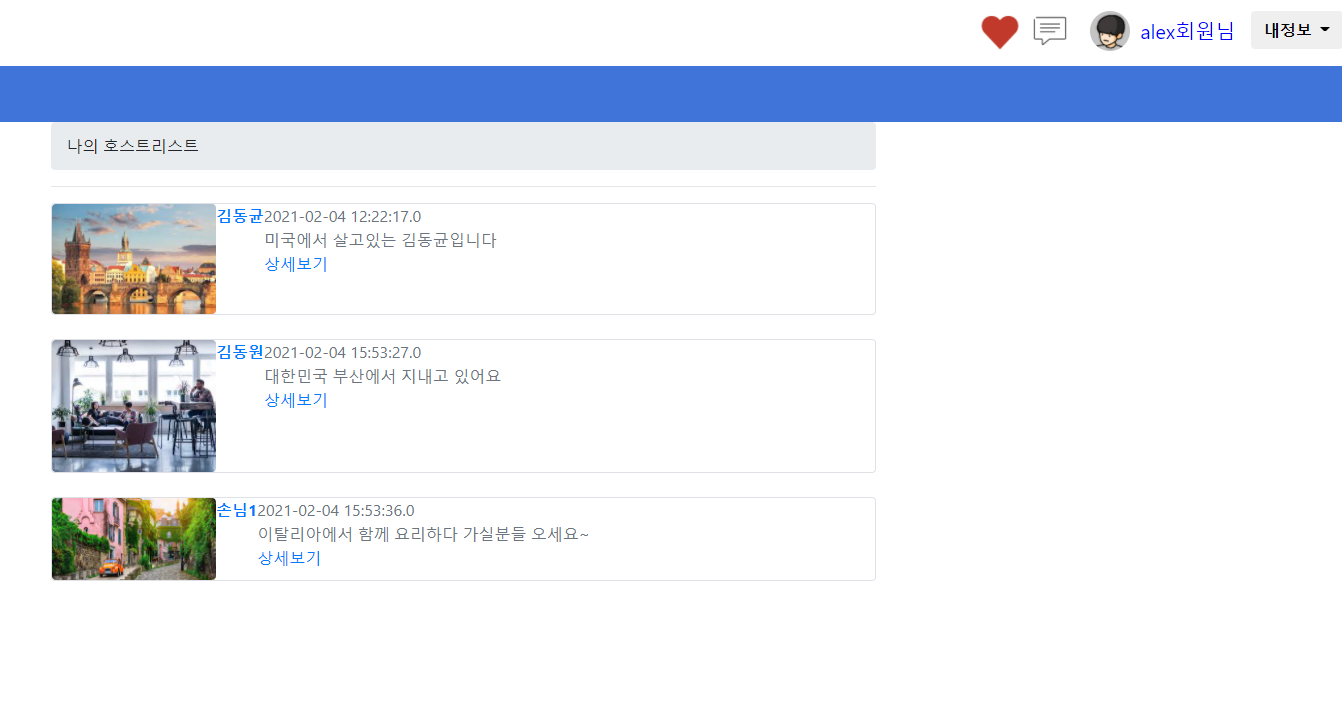 alex회원님
내정보
나의 호스트리스트
김동균2021-02-04 12:22:17.0
미국에서 살고있는 김동균입니다
상세보기
김동원2021-02-04 15:53:27.0
대한민국 부산에서 지내고 있어요
상세보기
손님12021-02-04 15:53:36.0
이탈리아에서 함께 요리하다 가실분들 오세요~
상세보기